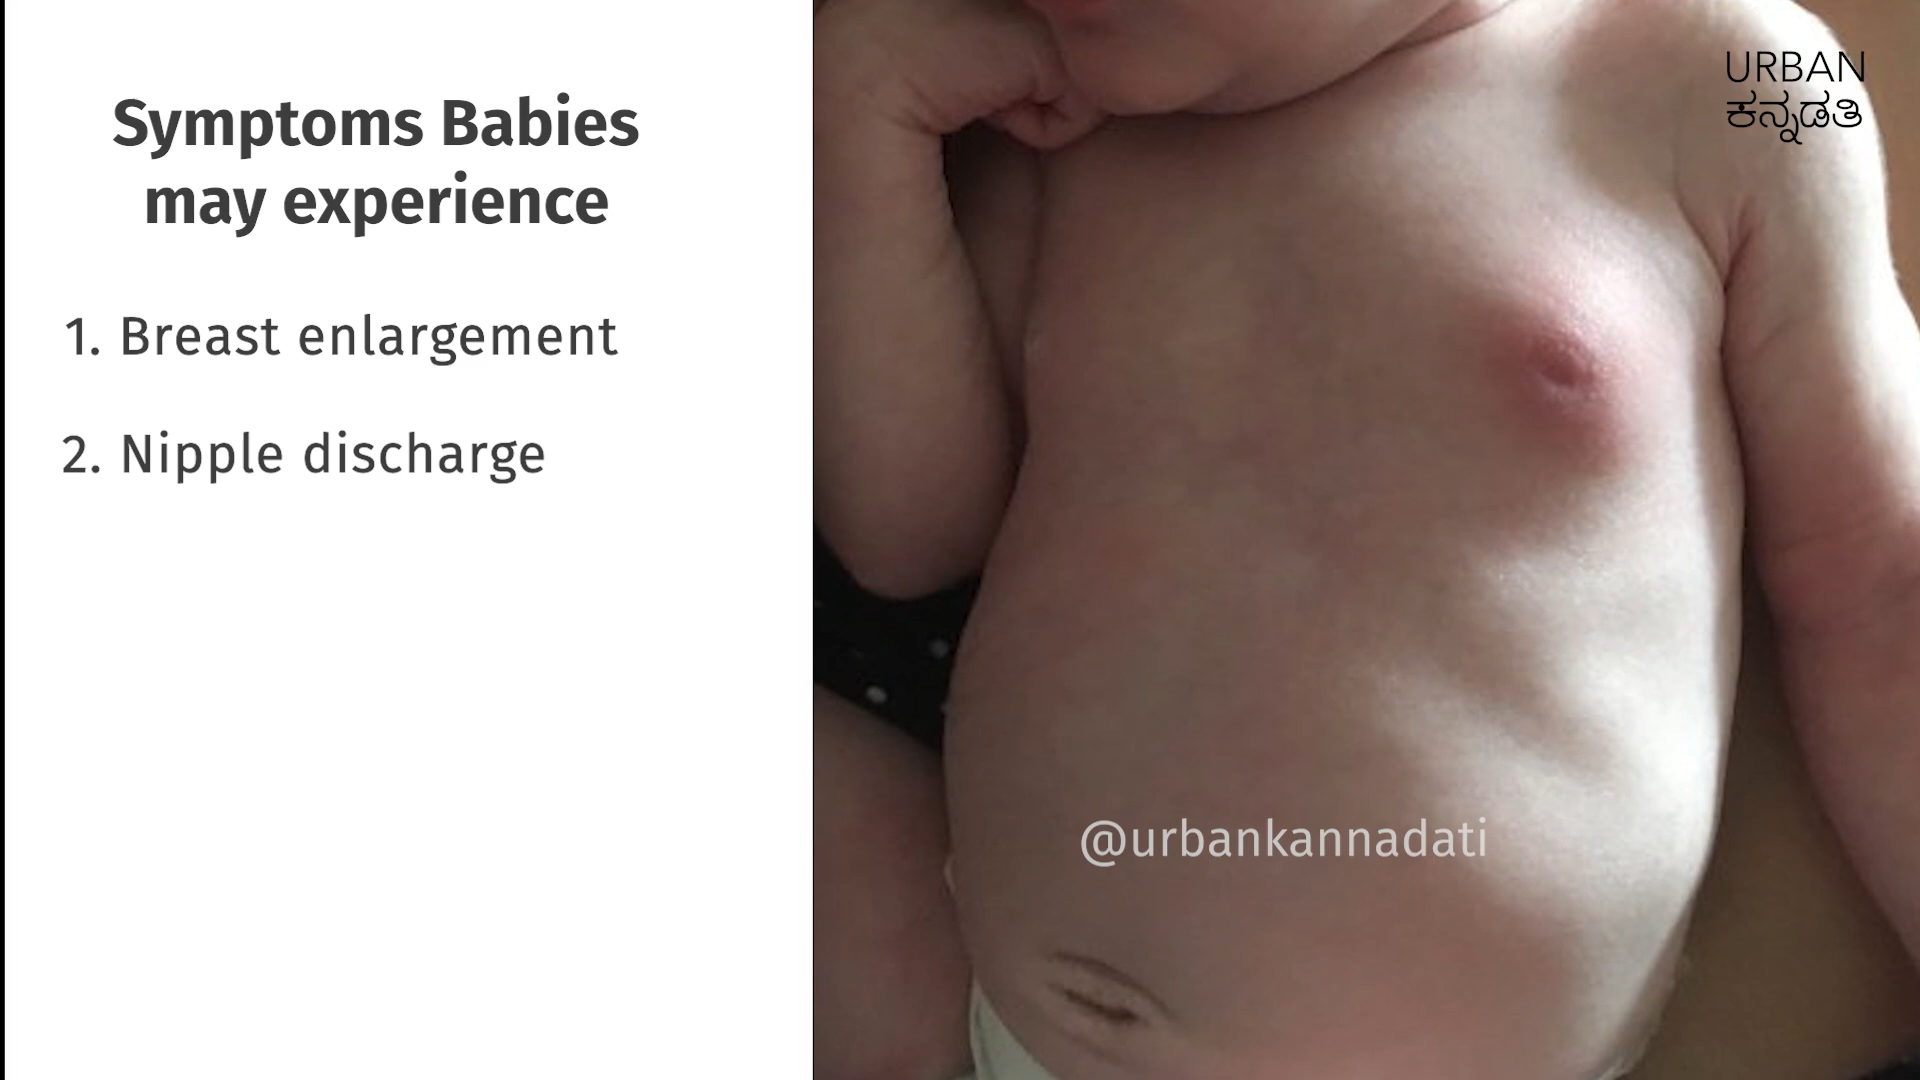 Symptoms Babies
may experience
1. Breast enlargement
2. Nipple discharge
URBAN
ಕನ್ನಡತಿ
@urbankannadati